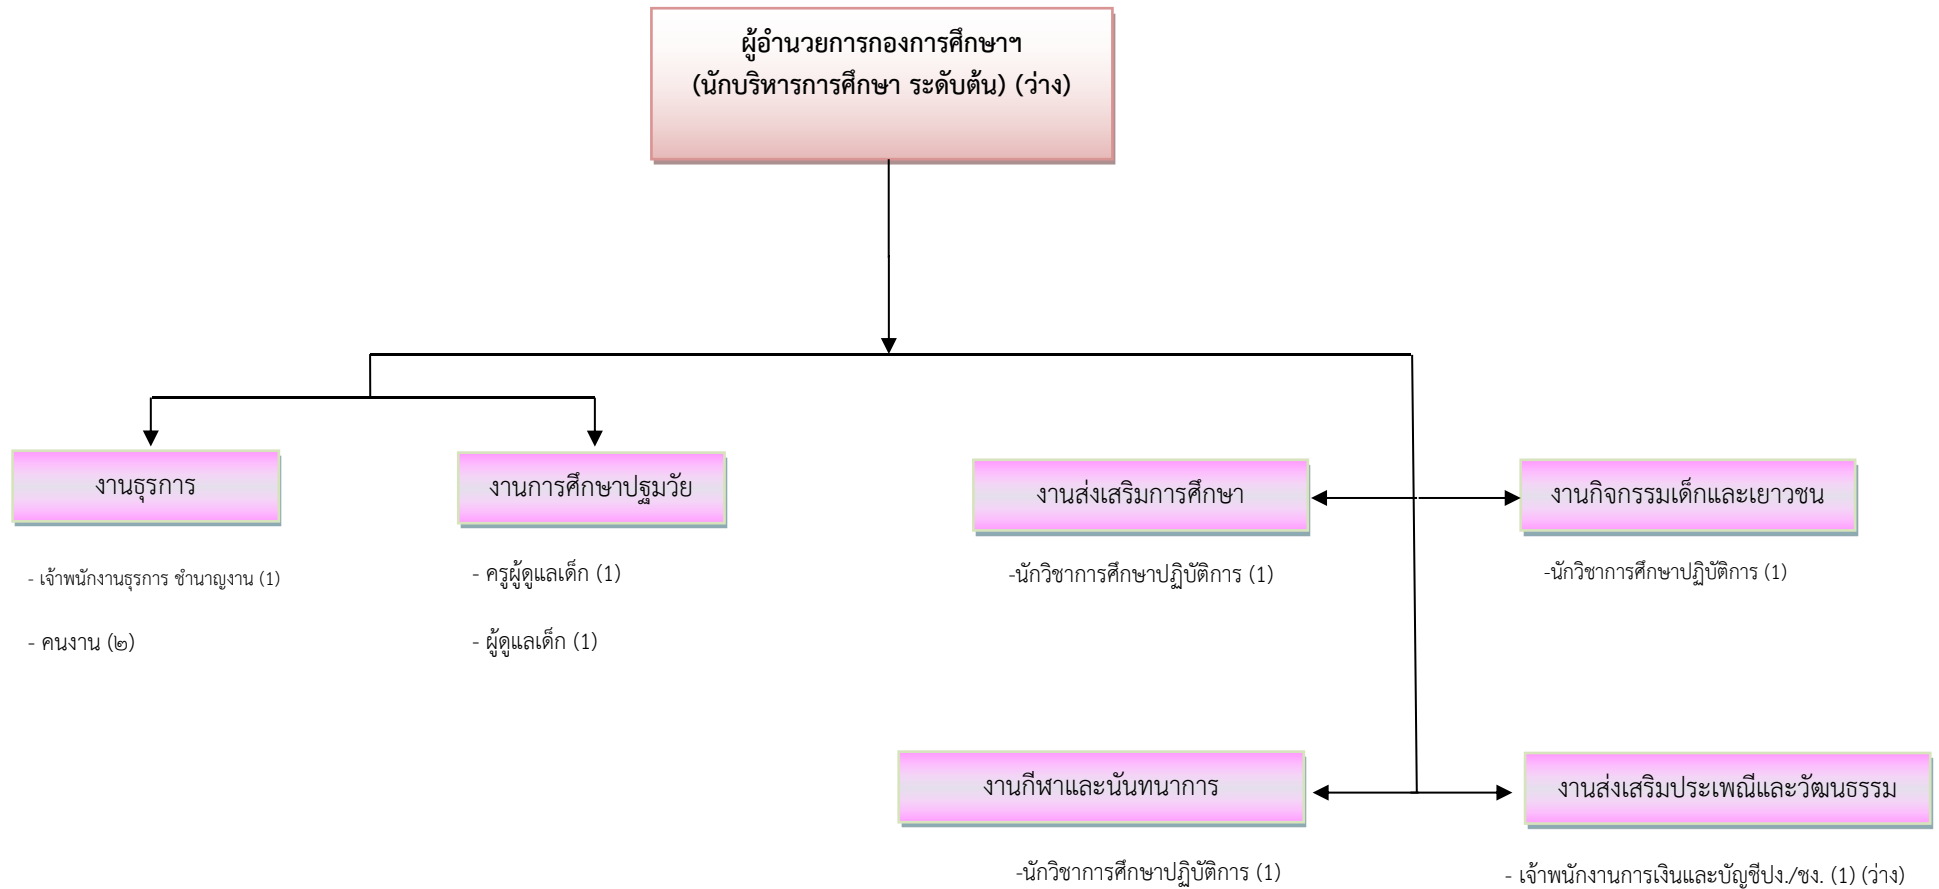 ผู้อำนวยการกองการศึกษาฯ
(นักบริหารการศึกษา ระดับต้น) (ว่าง)
งานธุรการ
- เจ้าพนักงานธุรการ ชำนาญงาน (1)
- คนงาน (๒)
งานการศึกษาปฐมวัย
- ครูผู้ดูแลเด็ก (1)
- ผู้ดูแลเด็ก (1)
งานส่งเสริมการศึกษา
-นักวิชาการศึกษาปฏิบัติการ (1)
งานกิจกรรมเด็กและเยาวชน
-นักวิชาการศึกษาปฏิบัติการ (1)
งานกีฬาและนันทนาการ
-นักวิชาการศึกษาปฏิบัติการ (1)
งานส่งเสริมประเพณีและวัฒนธรรม
- เจ้าพนักงานการเงินและบัญชีปง./ชง. (1) (ว่าง)